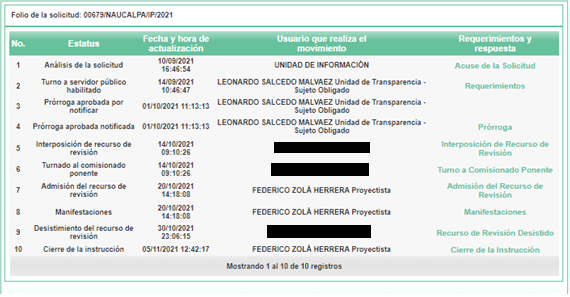 Folio de la solicitud: 00679/NAUCALPA/IP/2021
No. Estatus Fecha y hora de actualización Usuario que realiza el movimiento Requerimientos y respuesta
1 Análisis de la solicitud 10/09/2021 16:46:54 UNIDAD DE INFORMACIÓN Acuse de la Solicitud
2 Turno a servidor público habilitado 14/09/2021 10:46:47 LEONARDO SALCEDO MALVAEZ Unidad de Transparencia - Sujeto Obligado Requerimientos
3 Prórroga aprobada por notificar 01/10/2021 11:13:13 LEONARDO SALCEDO MALVAEZ Unidad de Transparencia - Sujeto Obligado
4 Prórroga aprobada notificada 01/10/2021 11:13:13 LEONARDO SALCEDO MALVAEZ Unidad de Transparencia - Sujeto Obligado Prórroga
5 Interposición de recurso de revisión 14/10/2021 09:10:26 Interposición de Recurso de Revisión
6 Turnado al comisionado ponente 14/10/2021 09:10:26 Turno a Comisionado Ponente
7 Admisión del recurso de revisión 20/10/2021 14:18:08 FEDERICO ZOLÀ HERRERA Proyectista Admisión del Recurso de Revisión
8 Manifestaciones 20/10/2021 14:18:08 FEDERICO ZOLÀ HERRERA Proyectista Manifestaciones
9 Desistimiento del recurso de revisión 30/10/2021 23:06:15 Recurso de Revisión Desistido
10 Cierre de la instrucción 05/11/2021 12:42:17 FEDERICO ZOLÀ HERRERA Proyectista Cierre de la Instrucción
Mostrando 1 al 10 de 10 registros